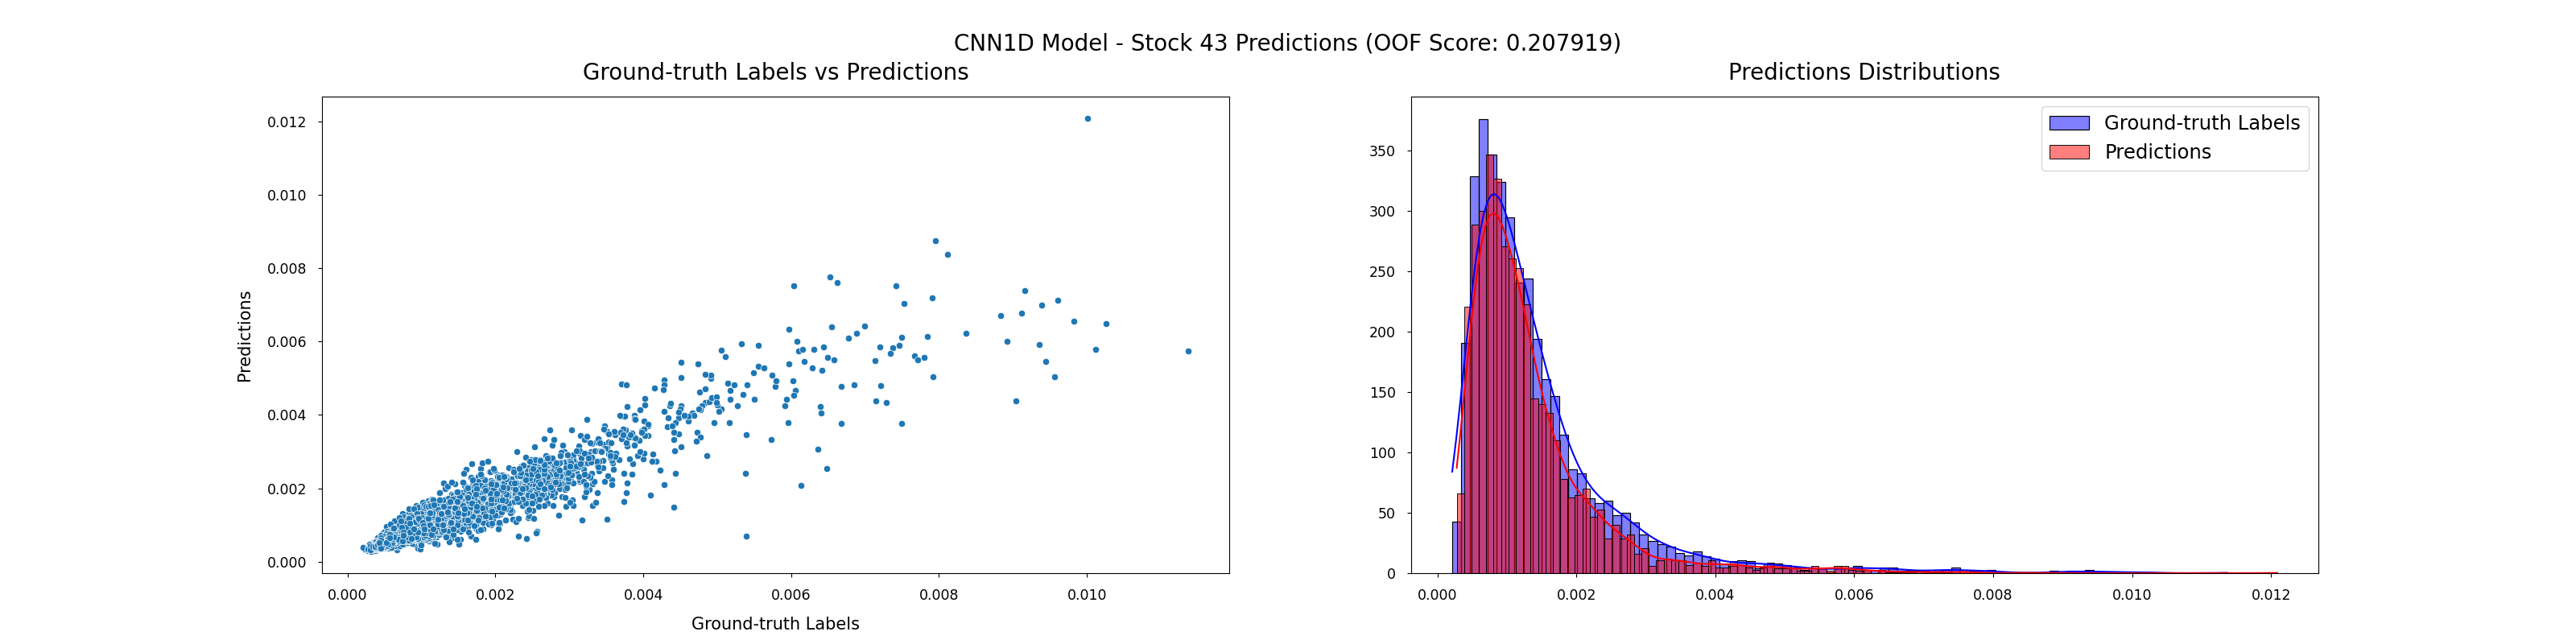 CNN1D Model - Stock 43 Predictions (OOF Score: 0.207919)
Ground-truth Labels vs Predictions
0.012
0.010
0.008
0.006
0.004
0.002
0.000
Predictions
0.000 0.002 0.004 0.006 0.008 0.010
Ground-truth Labels
Predictions Distributions
Ground-truth Labels
Predictions
350
300
250
200
150
100
50
0
0.000 0.002 0.004 0.006 0.008 0.010 0.012